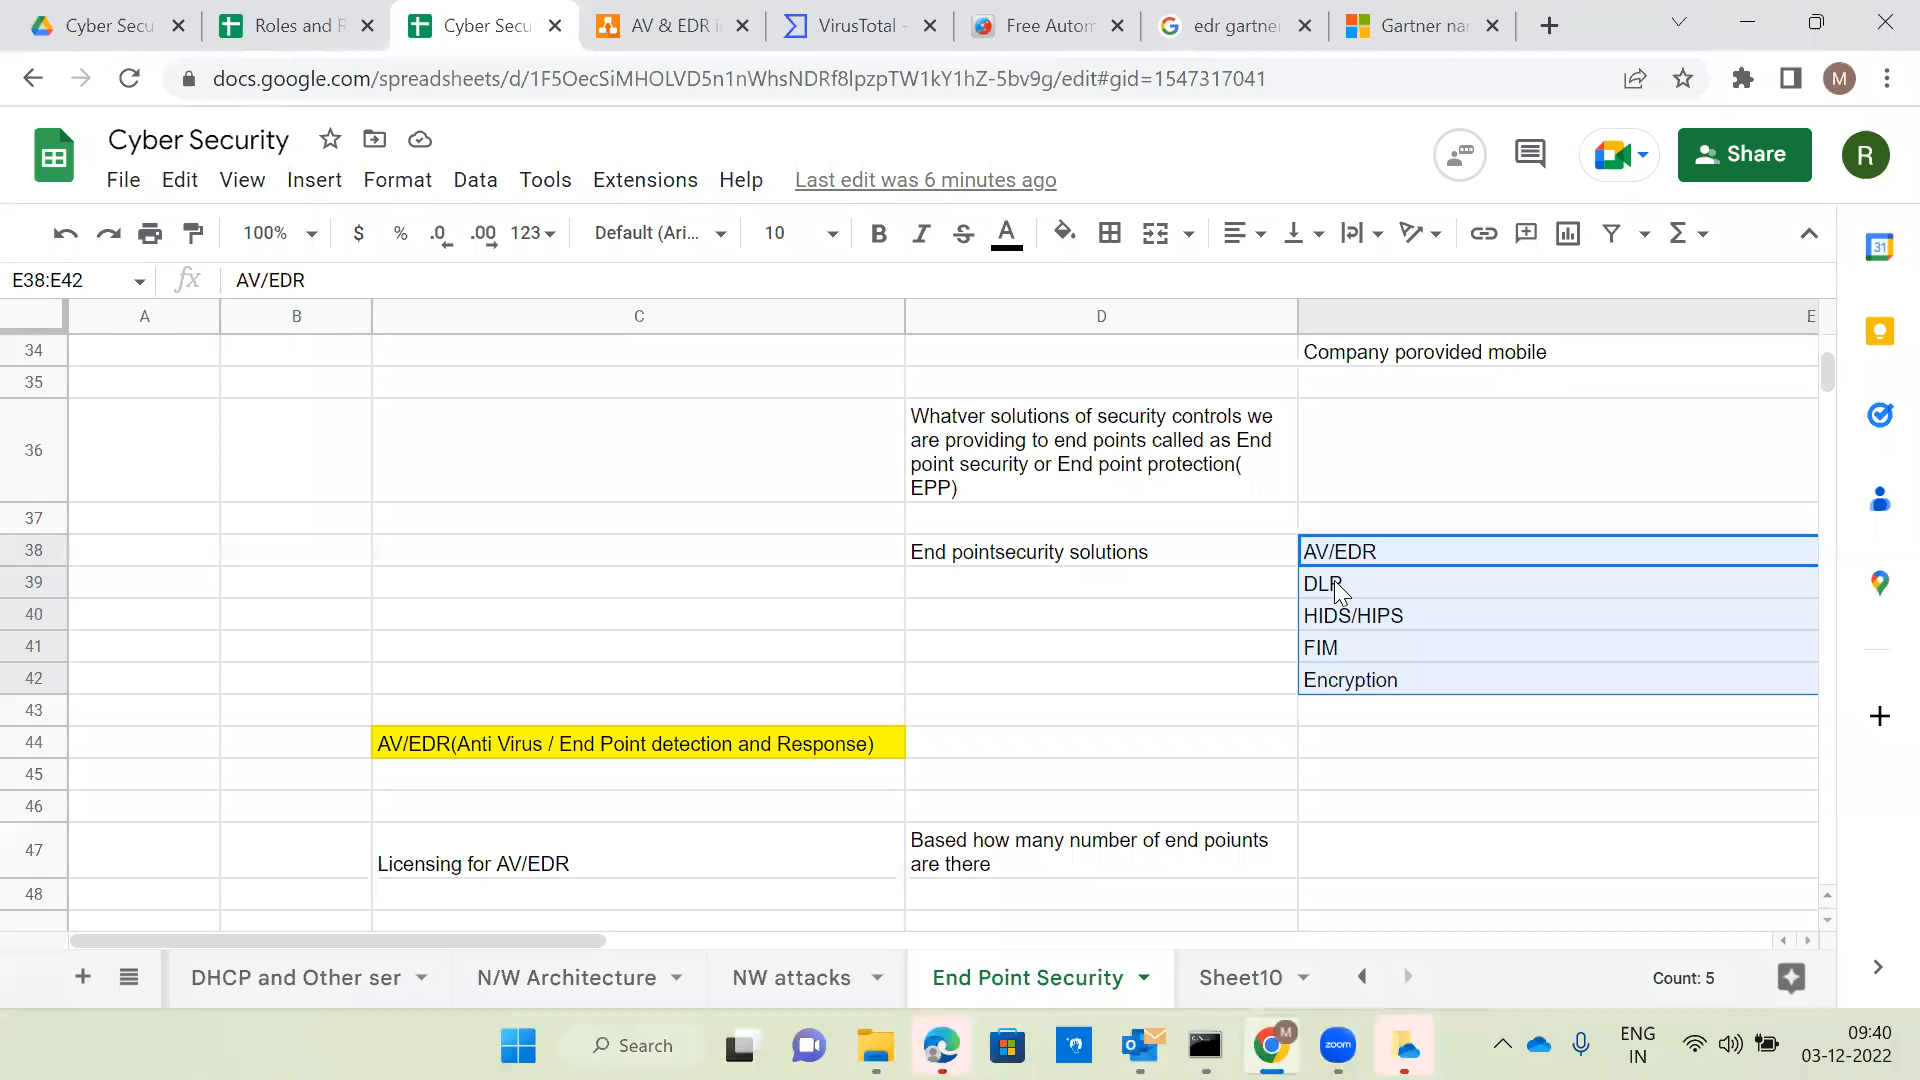 Cyber Secu
Roles and R
Cyber Secu
AV & EDR i
VirusTotal -
Free Autom
edr gartne
Gartner nar
docs.google.com/spreadsheets/d/1F5OecSiMHOLVD5n1nWhsNDRf8lpzpTW1kY1hZ-5bv9g/edit#gid=1547317041
M
Cyber Security
Share
R
File Edit View Insert Format Data Tools Extensions Help Last edit was 6 minutes ago
100% $ % .0 .00 123 Default (Ari... 10 B I S A
31
E38:E42 fx AV/EDR
A B C D E
34 Company porovided mobile
35
36 Whatver solutions of security controls we
are providing to end points called as End
point security or End point protection(
EPP)
37
38 End pointsecurity solutions AV/EDR
39 DLP
40 HIDS/HIPS
41 FIM
42 Encryption
43
44 AV/EDR(Anti Virus / End Point detection and Response)
45
46
47 Licensing for AV/EDR Based how many number of end poiunts
are there
48
DHCP and Other ser N/W Architecture NW attacks End Point Security Sheet10 Count: 5
Search
M
zoom
ENG
IN
09:40
03-12-2022